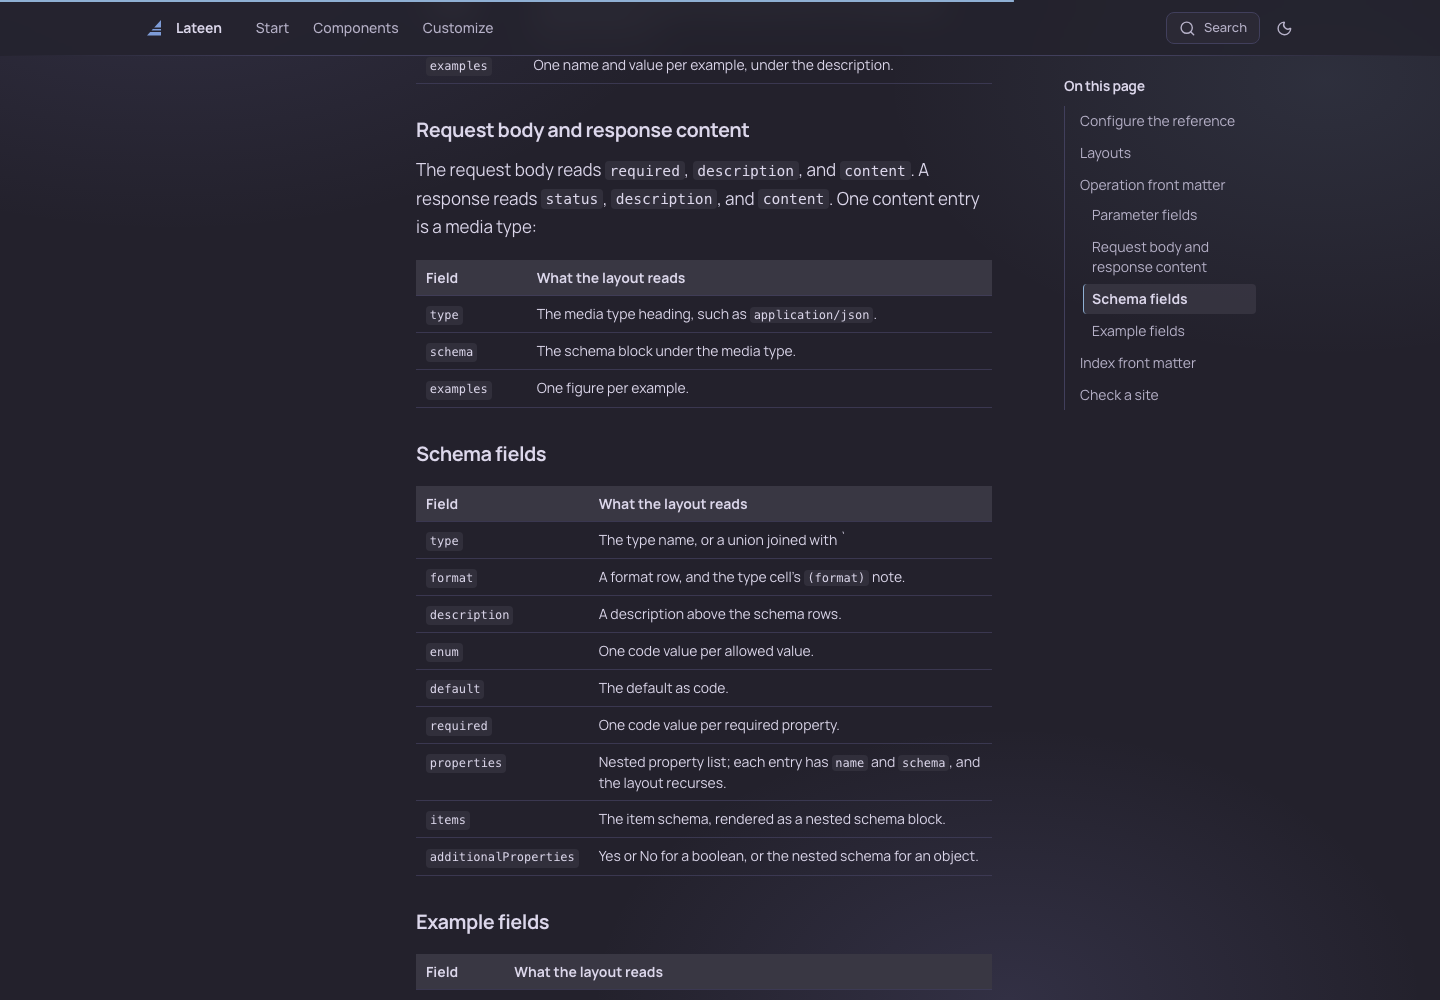 Lateen Start Components Customize Search
examples One name and value per example, under the description.
Request body and response content
The request body reads required, description, and content. A
response reads status, description, and content. One content entry
is a media type:
Field What the layout reads
type The media type heading, such as application/json.
schema The schema block under the media type.
examples One figure per example.
Schema fields
Field What the layout reads
type The type name, or a union joined with `
format A format row, and the type cell's (format) note.
description A description above the schema rows.
enum One code value per allowed value.
default The default as code.
required One code value per required property.
properties Nested property list; each entry has name and schema, and
the layout recurses.
items The item schema, rendered as a nested schema block.
additionalProperties Yes or No for a boolean, or the nested schema for an object.
Example fields
Field What the layout reads
On this page
Configure the reference
Layouts
Operation front matter
Parameter fields
Request body and
response content
Schema fields
Example fields
Index front matter
Check a site